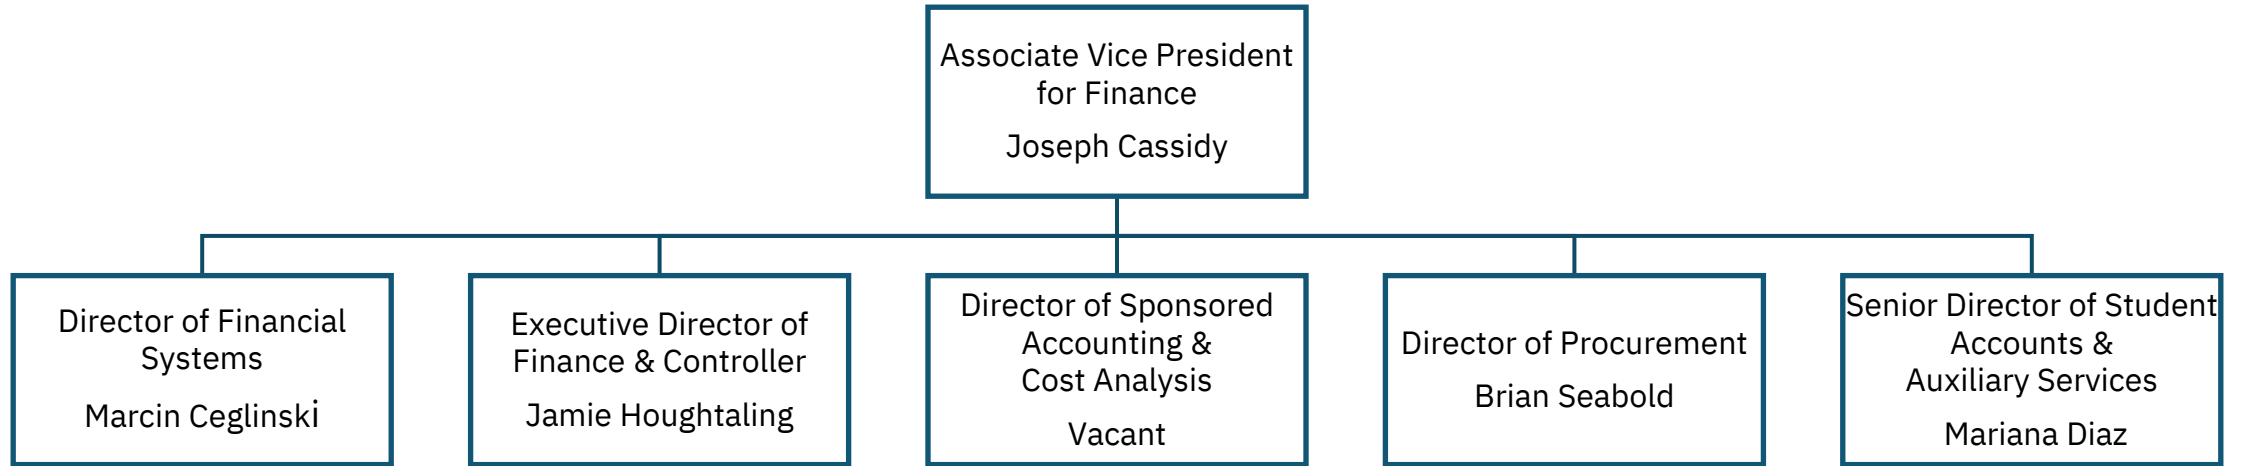 Associate Vice President
for Finance
Joseph Cassidy
Director of Financial
Systems
Marcin Ceglinski
Executive Director of
Finance & Controller
Jamie Houghtaling
Director of Sponsored
Accounting &
Cost Analysis
Vacant
Director of Procurement
Brian Seabold
Senior Director of Student
Accounts &
Auxiliary Services
Mariana Diaz